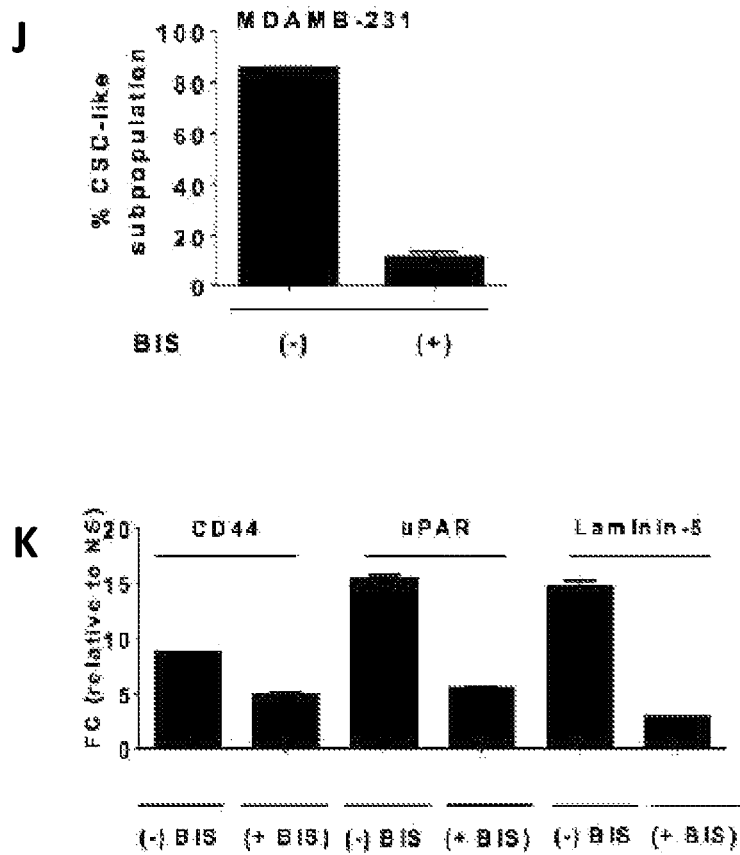 J
MDAMB-231
% CSC-like
subpopulation
100
80
60
40
20
0
BIS (-) (+)
K
FC (relative to NS)
20
15
10
5
0
CD44 uPAR Laminin-5
(-) BIS (+ BIS) (-) BIS (+ BIS) (-) BIS (+ BIS)